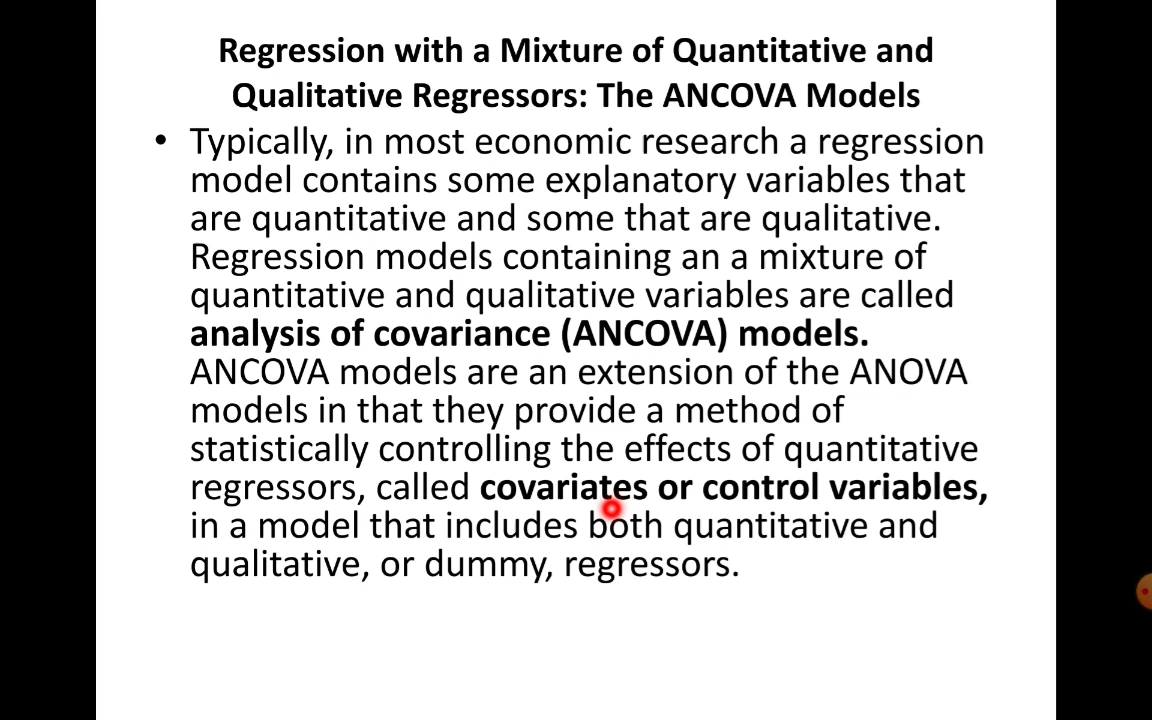 Regression with a Mixture of Quantitative and
Qualitative Regressors: The ANCOVA Models
• Typically, in most economic research a regression
model contains some explanatory variables that
are quantitative and some that are qualitative.
Regression models containing an a mixture of
quantitative and qualitative variables are called
analysis of covariance (ANCOVA) models.
ANCOVA models are an extension of the ANOVA
models in that they provide a method of
statistically controlling the effects of quantitative
regressors, called covariates or control variables,
in a model that includes both quantitative and
qualitative, or dummy, regressors.